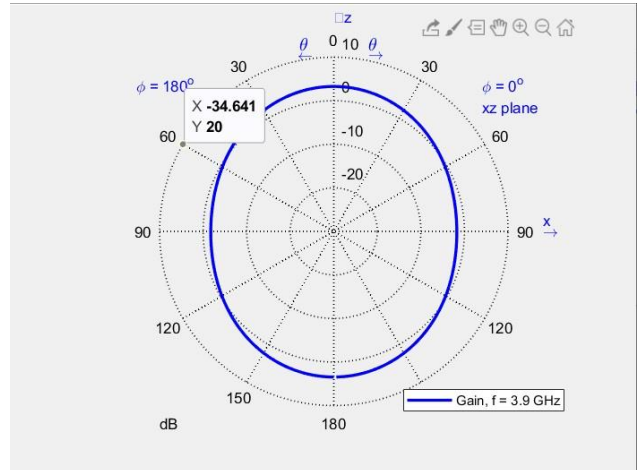 z
θ 0 10 θ
30 30
ϕ = 180° 0 ϕ = 0°
X -34.641 xz plane
Y 20
60 -10 60
-20
90 90 x
120 120
150 Gain, f = 3.9 GHz
dB 180